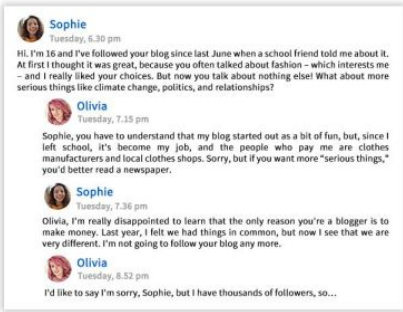 Sophie
Tuesday, 6.30 pm
Hi. I'm 16 and I've followed your blog since last June when a school friend told me about it.
At first I thought it was great, because you often talked about fashion – which interests me
– and I really liked your choices. But now you talk about nothing else! What about more
serious things like climate change, politics, and relationships?
Olivia
Tuesday, 7.15 pm
Sophie, you have to understand that my blog started out as a bit of fun, but, since I
left school, it's become my job, and the people who pay me are clothes
manufacturers and local clothes shops. Sorry, but if you want more "serious things,"
you'd better read a newspaper.
Sophie
Tuesday, 7.36 pm
Olivia, I'm really disappointed to learn that the only reason you're a blogger is to
make money. Last year, I felt we had things in common, but now I see that we are
very different. I'm not going to follow your blog any more.
Olivia
Tuesday, 8.52 pm
I'd like to say I'm sorry, Sophie, but I have thousands of followers, so...